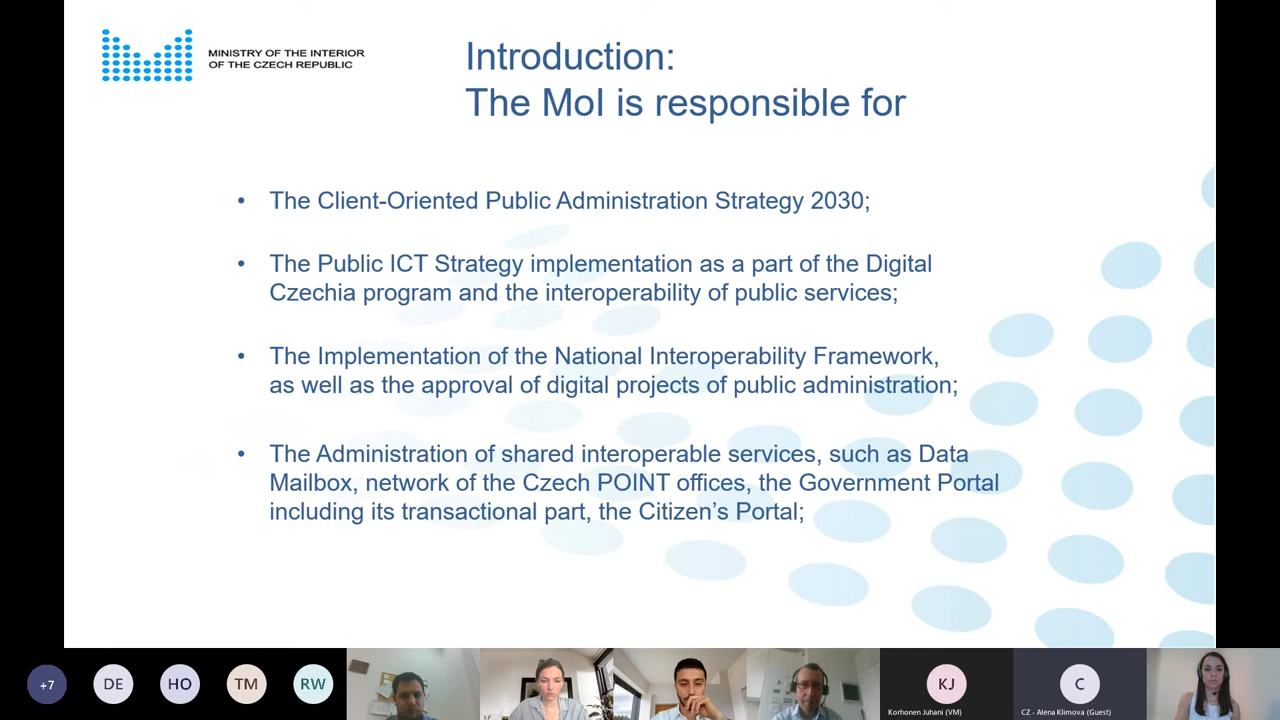 MINISTRY OF THE INTERIOR
OF THE CZECH REPUBLIC
Introduction:
The MoI is responsible for
• The Client-Oriented Public Administration Strategy 2030;
• The Public ICT Strategy implementation as a part of the Digital
Czechia program and the interoperability of public services;
• The Implementation of the National Interoperability Framework,
as well as the approval of digital projects of public administration;
• The Administration of shared interoperable services, such as Data
Mailbox, network of the Czech POINT offices, the Government Portal
including its transactional part, the Citizen’s Portal;
+7
DE
HO
TM
RW
KJ
Korhonen Juhani (VM)
C
CZ - Alena Klimova (Guest)